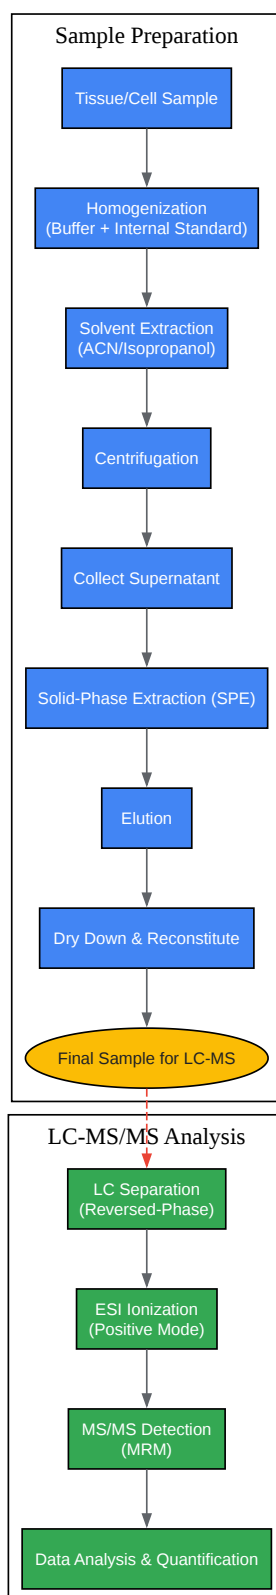 Sample Preparation
Tissue/Cell Sample
Homogenization
(Buffer + Internal Standard)
Solvent Extraction
(ACN/Isopropanol)
Centrifugation
Collect Supernatant
Solid-Phase Extraction (SPE)
Elution
Dry Down & Reconstitute
Final Sample for LC-MS
LC-MS/MS Analysis
LC Separation
(Reversed-Phase)
ESI Ionization
(Positive Mode)
MS/MS Detection
(MRM)
Data Analysis & Quantification